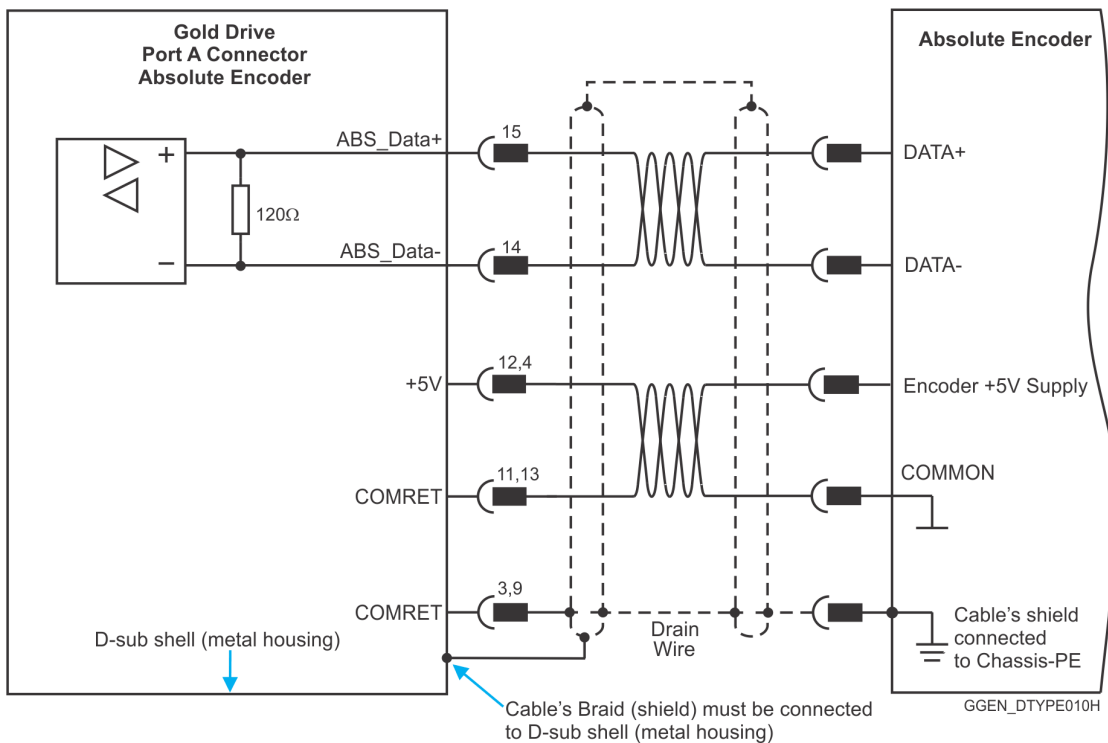 Gold Drive
Port A Connector
Absolute Encoder
Absolute Encoder
ABS_Data+
15
DATA+
+
120Ω
ABS_Data-
14
DATA-
−
+5V
12,4
Encoder +5V Supply
COMRET
11,13
COMMON
COMRET
3,9
Drain
Wire
Cable's shield
connected
to Chassis-PE
D-sub shell (metal housing)
Cable's Braid (shield) must be connected
to D-sub shell (metal housing)
GGEN_DTYPE010H